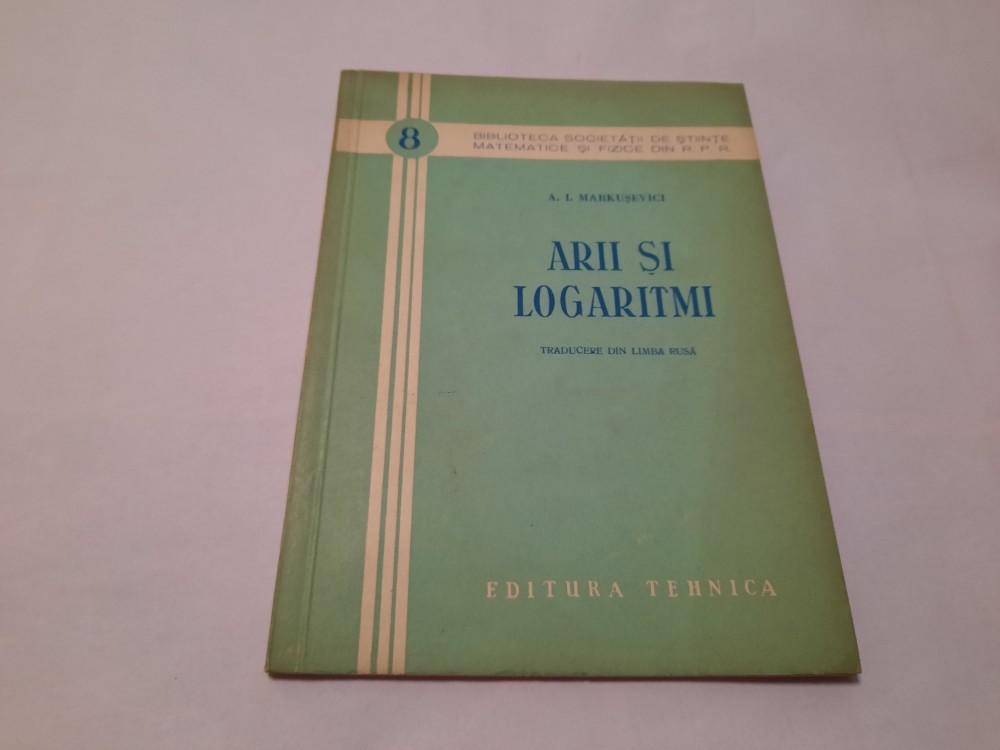 8
BIBLIOTECA SOCIETĂȚII DE ȘTIINȚE
MATEMATICE ȘI FIZICE DIN R. P. R.
A. I. MARKUȘEVICI
ARII ȘI
LOGARITMI
TRADUCERE DIN LIMBA RUSĂ
EDITURA TEHNICA